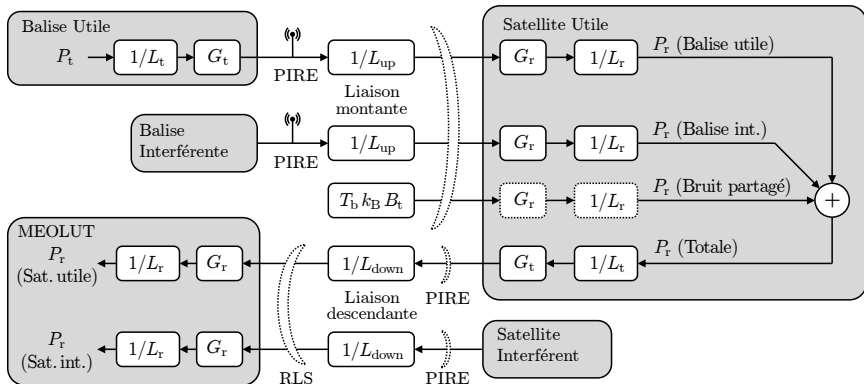 Balise Utile
P_t
1/L_t
G_t
PIRE
1/L_up
Liaison
montante
Satellite Utile
G_r
1/L_r
P_r (Balise utile)
Balise
Interférente
PIRE
1/L_up
G_r
1/L_r
P_r (Balise int.)
T_b k_B B_t
G_r
1/L_r
P_r (Bruit partagé)
+
MEOLUT
P_r
(Sat. utile)
1/L_r
G_r
1/L_down
Liaison
descendante
PIRE
G_t
1/L_t
P_r (Totale)
P_r
(Sat. int.)
1/L_r
G_r
RLS
1/L_down
PIRE
Satellite
Interférent